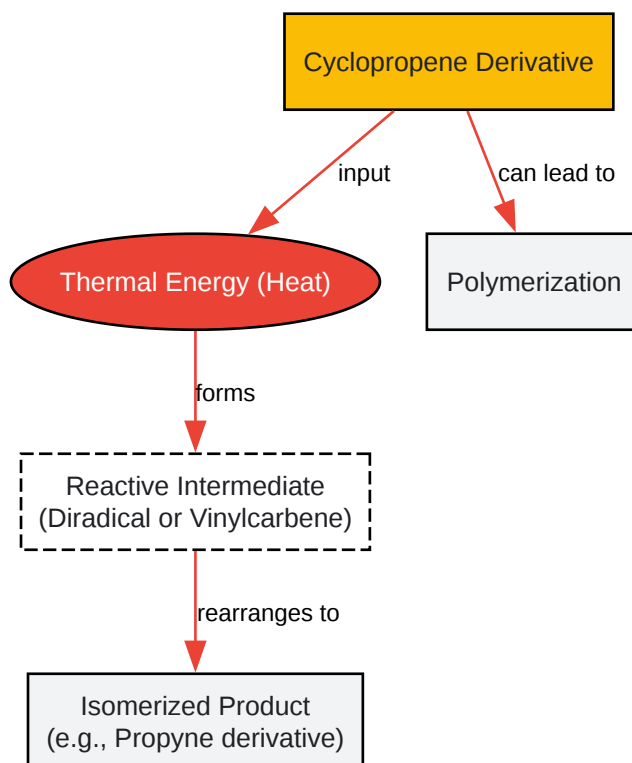 Cyclopropene Derivative
input
can lead to
Thermal Energy (Heat)
Polymerization
forms
Reactive Intermediate
(Diradical or Vinylcarbene)
rearranges to
Isomerized Product
(e.g., Propyne derivative)